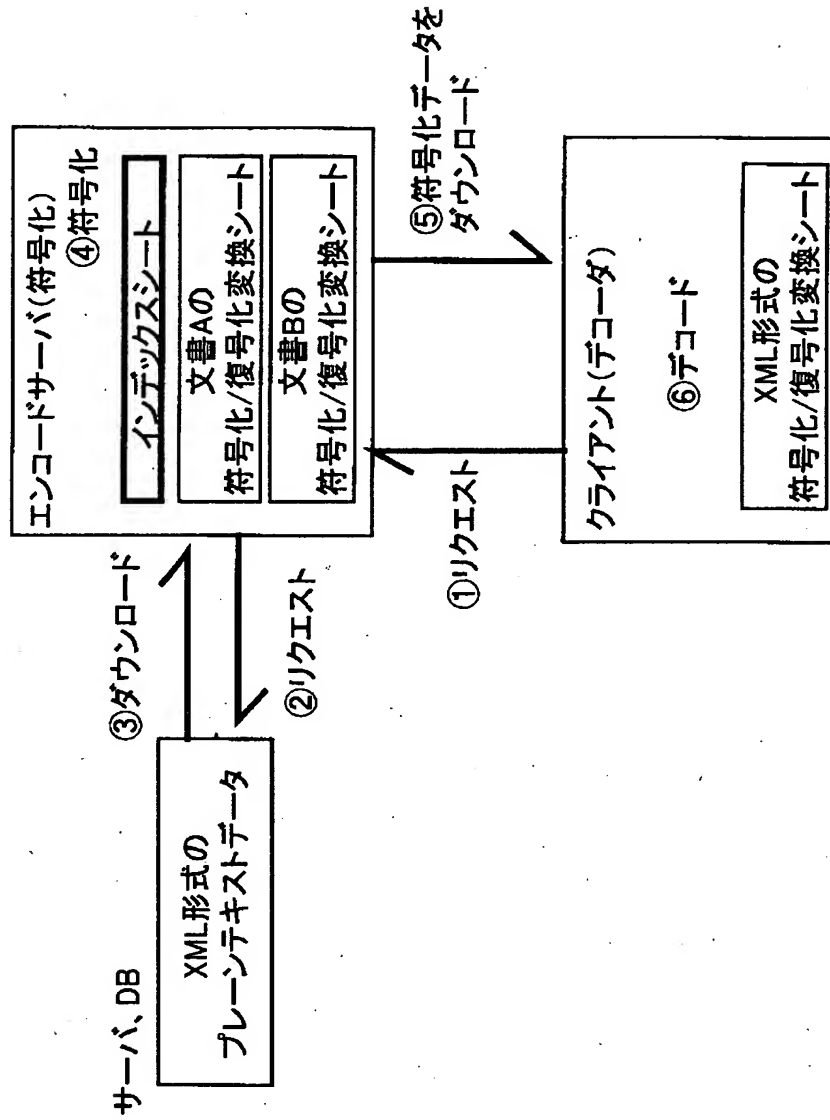 サーバ、DB
XML形式の
プレーンテキストデータ
③ダウンロード
②リクエスト
エンコードサーバ(符号化)
④符号化
インデックスシート
文書Aの
符号化/復号化変換シート
文書Bの
符号化/復号化変換シート
①リクエスト
⑤符号化データを
ダウンロード
クライアント(デコーダ)
⑥デコード
XML形式の
符号化/復号化変換シート